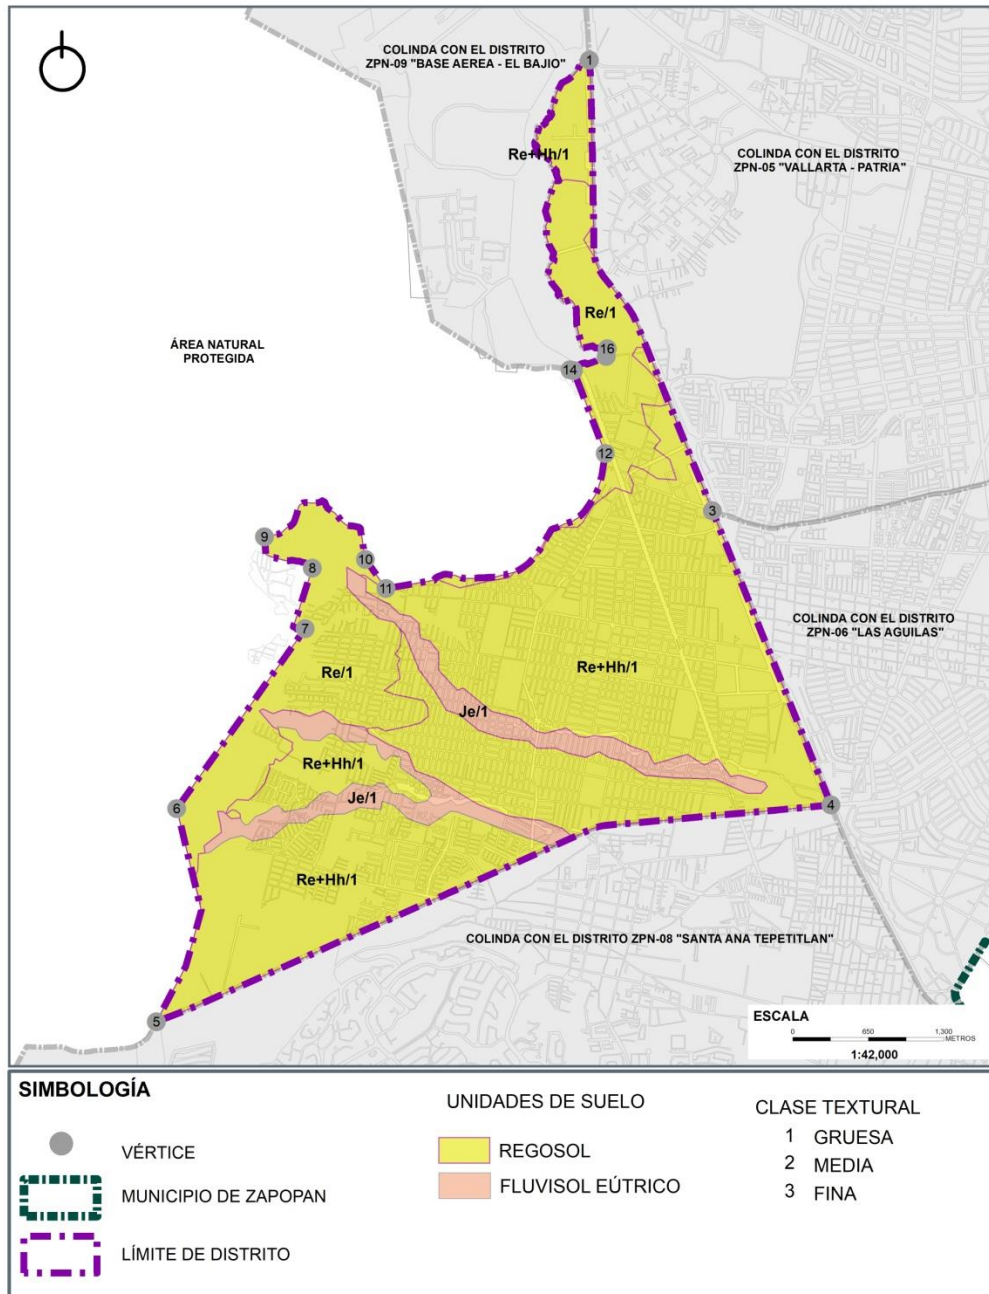 COLINDA CON EL DISTRITO
ZPN-09 "BASE AEREA - EL BAJIO"
1
COLINDA CON EL DISTRITO
ZPN-05 "VALLARTA - PATRIA"
Re+Hh/1
Re/1
ÁREA NATURAL
PROTEGIDA
16
14
12
3
9
10
8
11
7
COLINDA CON EL DISTRITO
ZPN-06 "LAS AGUILAS"
Re/1
Re+Hh/1
Je/1
Re+Hh/1
Je/1
6
4
Re+Hh/1
COLINDA CON EL DISTRITO ZPN-08 "SANTA ANA TEPETITLAN"
5
ESCALA
0 650 1,300
METROS
1:42,000
SIMBOLOGÍA
VÉRTICE
MUNICIPIO DE ZAPOPAN
LÍMITE DE DISTRITO
UNIDADES DE SUELO
REGOSOL
FLUVISOL EÚTRICO
CLASE TEXTURAL
1 GRUESA
2 MEDIA
3 FINA